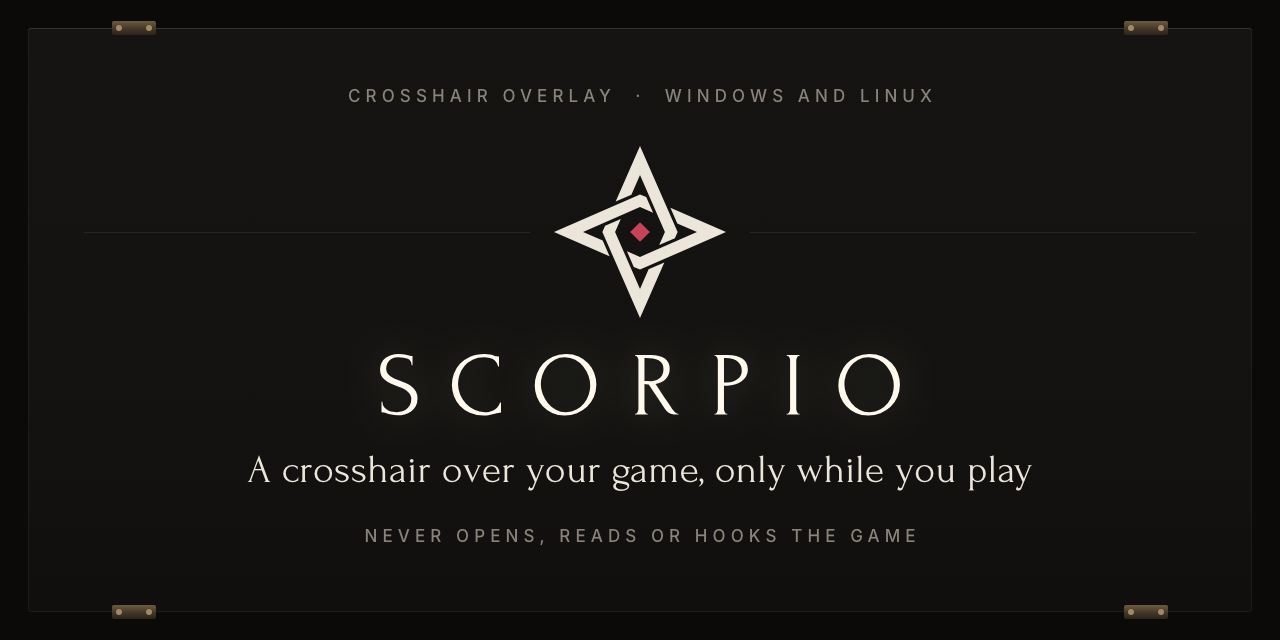 CROSSHAIR OVERLAY · WINDOWS AND LINUX
SCORPIO
A crosshair over your game, only while you play
NEVER OPENS, READS OR HOOKS THE GAME